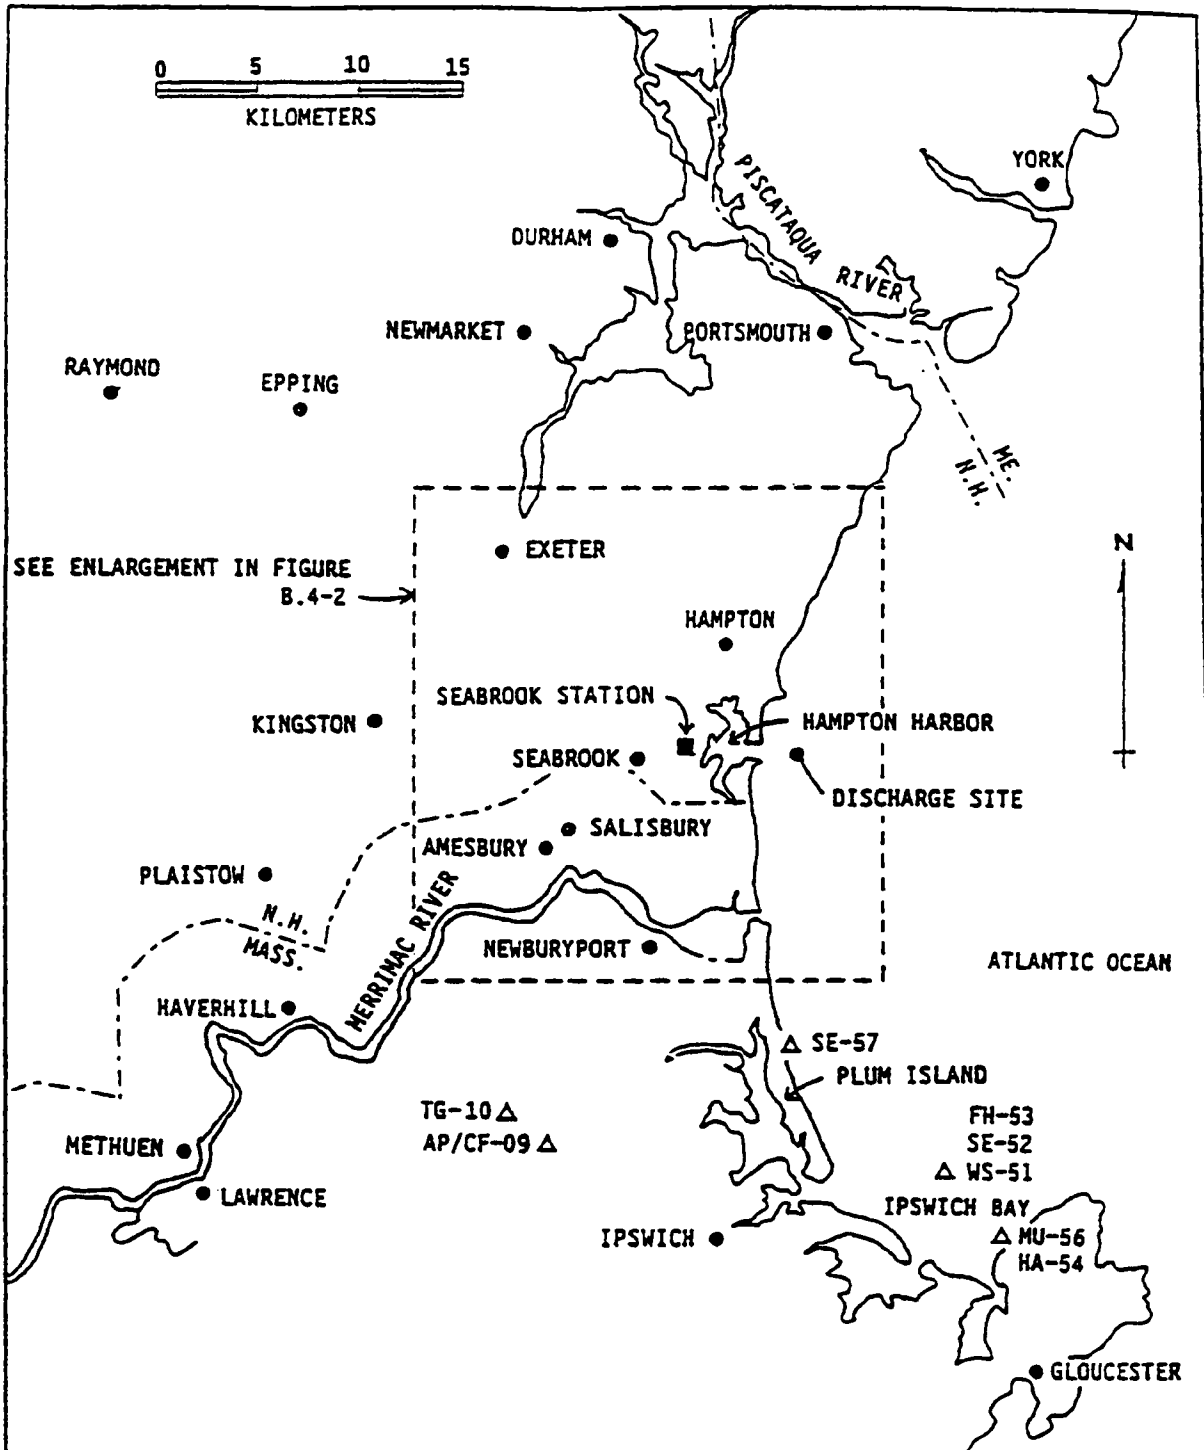 0 5 10 15
KILOMETERS
YORK
PISCATAQUA
RIVER
DURHAM
NEWMARKET
PORTSMOUTH
RAYMOND
EPPING
ME.
N.H.
EXETER
SEE ENLARGEMENT IN FIGURE
B.4-2
N
HAMPTON
SEABROOK STATION
KINGSTON
HAMPTON HARBOR
SEABROOK
DISCHARGE SITE
SALISBURY
AMESBURY
PLAISTOW
N.H.
MASS.
MERRIMAC RIVER
NEWBURYPORT
ATLANTIC OCEAN
HAVERHILL
SE-57
PLUM ISLAND
TG-10
AP/CF-09
FH-53
SE-52
WS-51
METHUEN
LAWRENCE
IPSWICH BAY
IPSWICH
MU-56
HA-54
GLOUCESTER